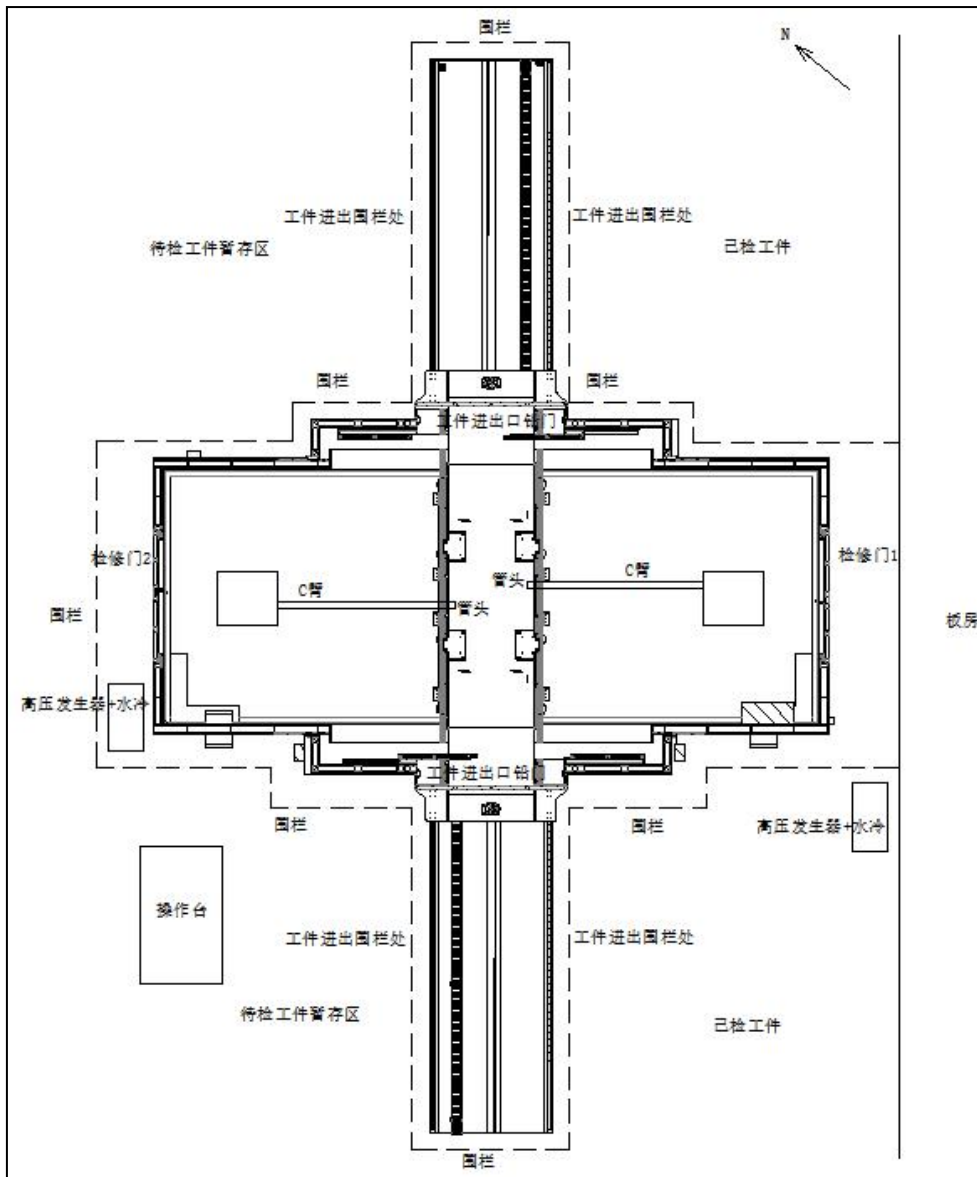 围栏
N
工件进出围栏处
工件进出围栏处
待检工件暂存区
已检工件
围栏
围栏
工件进出口铅门
检修门2
检修门1
C臂
管头
C臂
管头
围栏
板房
高压发生器+水冷
工件进出口铅门
围栏
围栏
高压发生器+水冷
操作台
工件进出围栏处
工件进出围栏处
待检工件暂存区
已检工件
围栏